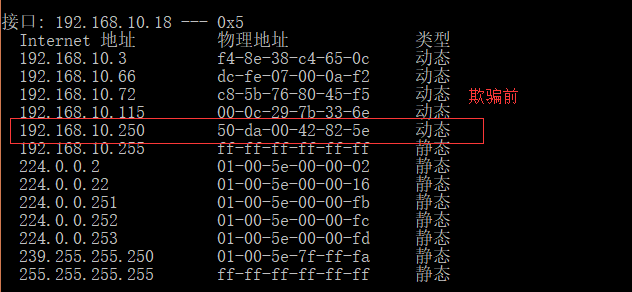 接口: 192.168.10.18 --- 0x5
Internet 地址 物理地址 类型
192.168.10.3 f4-8e-38-c4-65-0c 动态
192.168.10.66 dc-fe-07-00-0a-f2 动态
192.168.10.72 c8-5b-76-80-45-f5 动态 欺骗前
192.168.10.115 00-0c-29-7b-33-6e 动态
192.168.10.250 50-da-00-42-82-5e 动态
192.168.10.255 ff-ff-ff-ff-ff-ff 静态
224.0.0.2 01-00-5e-00-00-02 静态
224.0.0.22 01-00-5e-00-00-16 静态
224.0.0.251 01-00-5e-00-00-fb 静态
224.0.0.252 01-00-5e-00-00-fc 静态
224.0.0.253 01-00-5e-00-00-fd 静态
239.255.255.250 01-00-5e-7f-ff-fa 静态
255.255.255.255 ff-ff-ff-ff-ff-ff 静态